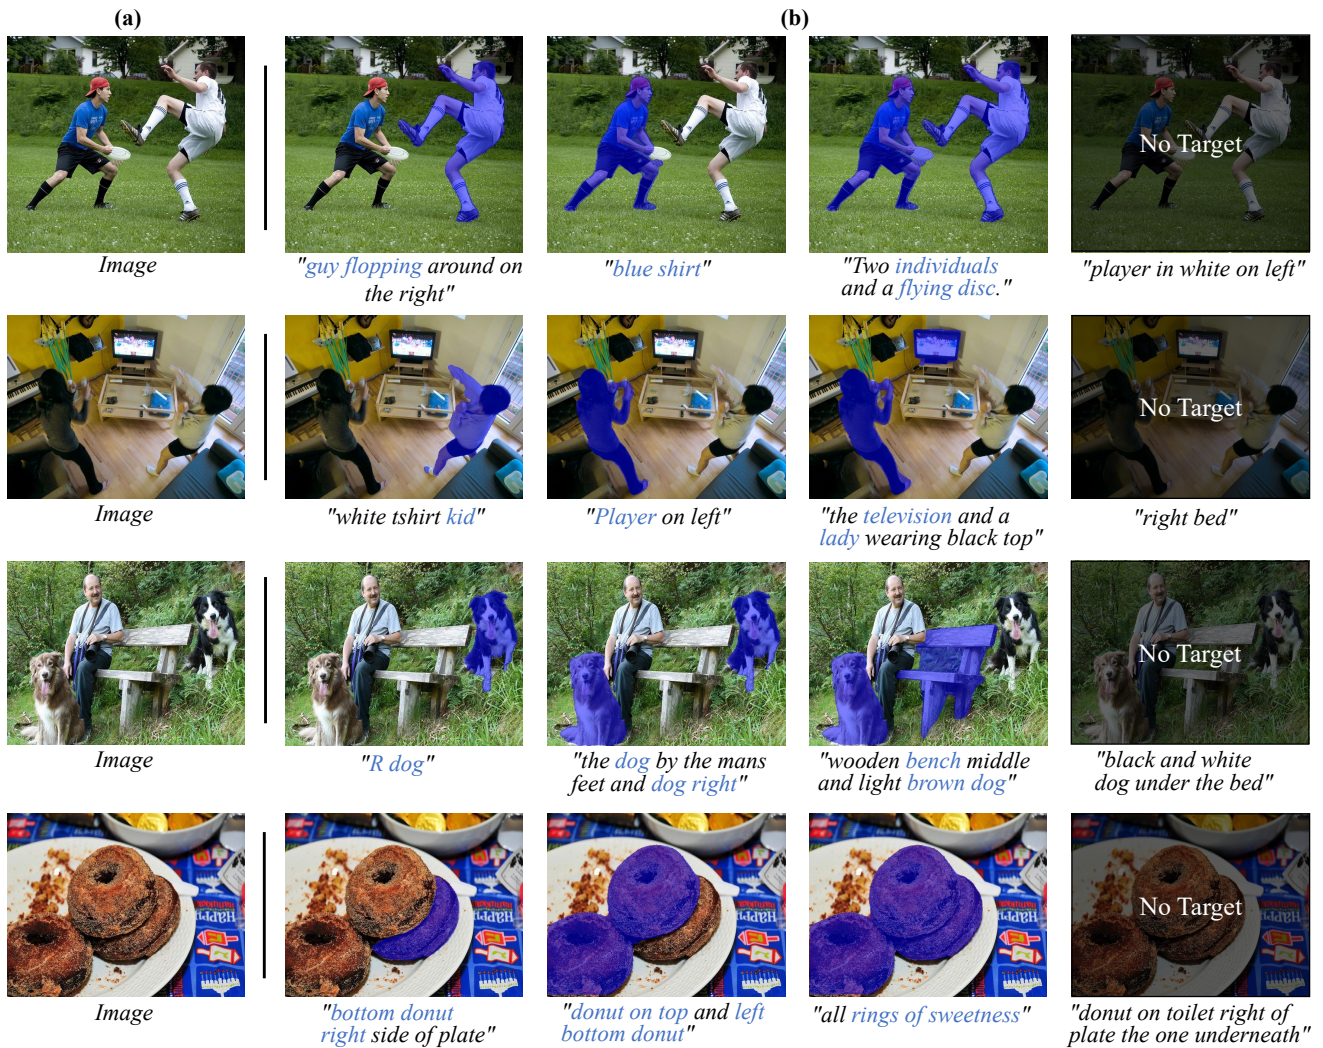 (a)
(b)
No Target
Image
"guy flopping around on
the right"
"blue shirt"
"Two individuals
and a flying disc."
"player in white on left"
No Target
Image
"white tshirt kid"
"Player on left"
"the television and a
lady wearing black top"
"right bed"
No Target
Image
"R dog"
"the dog by the mans
feet and dog right"
"wooden bench middle
and light brown dog"
"black and white
dog under the bed"
HAPPY
HAPPY
HAPPY
HAPPY
No Target
Image
"bottom donut
right side of plate"
"donut on top and left
bottom donut"
"all rings of sweetness"
"donut on toilet right of
plate the one underneath"